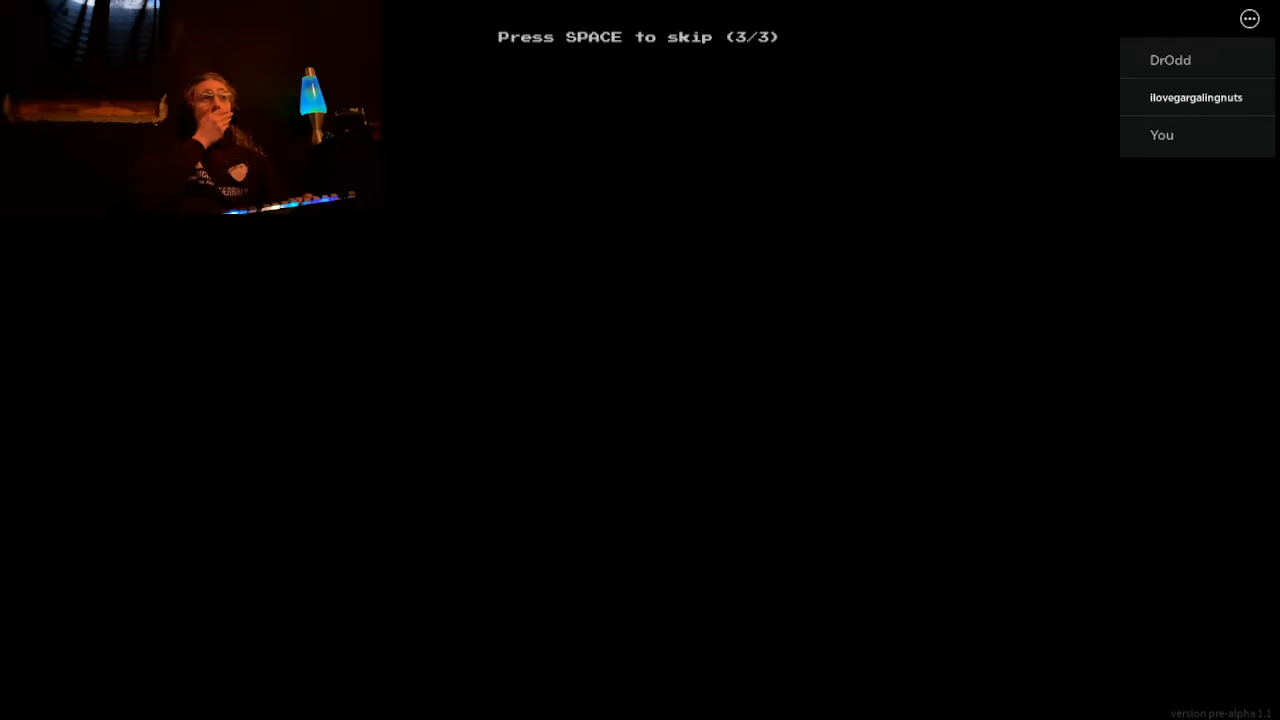 Press SPACE to skip (3/3)
DrOdd
ilovegargalingnuts
You
version pre-alpha 1.1